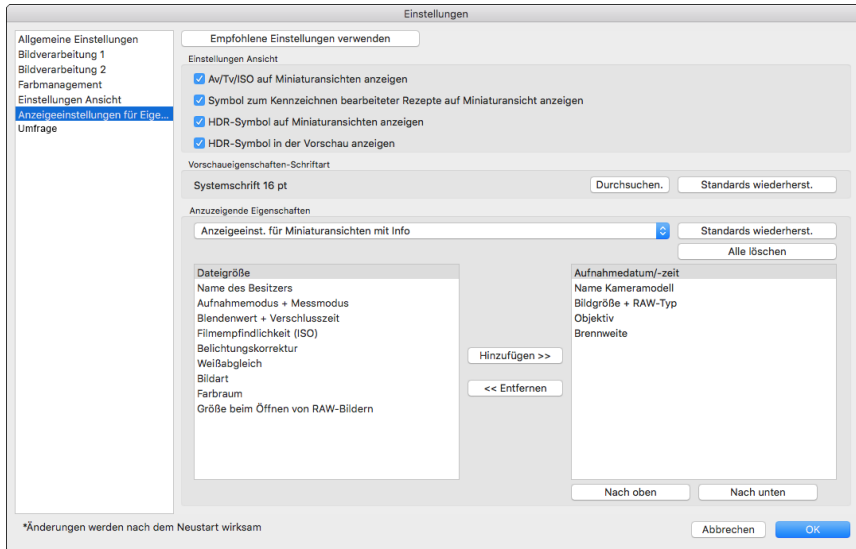 Einstellungen
Allgemeine Einstellungen
Bildverarbeitung 1
Bildverarbeitung 2
Farbmanagement
Einstellungen Ansicht
Anzeigeeinstellungen für Eige...
Umfrage
Empfohlene Einstellungen verwenden
Einstellungen Ansicht
Av/Tv/ISO auf Miniaturansichten anzeigen
Symbol zum Kennzeichnen bearbeiteter Rezepte auf Miniaturansicht anzeigen
HDR-Symbol auf Miniaturansichten anzeigen
HDR-Symbol in der Vorschau anzeigen
Vorschaueigenschaften-Schriftart
Systemschrift 16 pt
Durchsuchen.
Standards wiederherst.
Anzuzeigende Eigenschaften
Anzeigeeinst. für Miniaturansichten mit Info
Standards wiederherst.
Alle löschen
Dateigröße
Name des Besitzers
Aufnahmemodus + Messmodus
Blendenwert + Verschlusszeit
Filmempfindlichkeit (ISO)
Belichtungskorrektur
Weißabgleich
Bildart
Farbraum
Größe beim Öffnen von RAW-Bildern
Hinzufügen >>
<< Entfernen
Aufnahmedatum/-zeit
Name Kameramodell
Bildgröße + RAW-Typ
Objektiv
Brennweite
Nach oben
Nach unten
*Änderungen werden nach dem Neustart wirksam
Abbrechen
OK